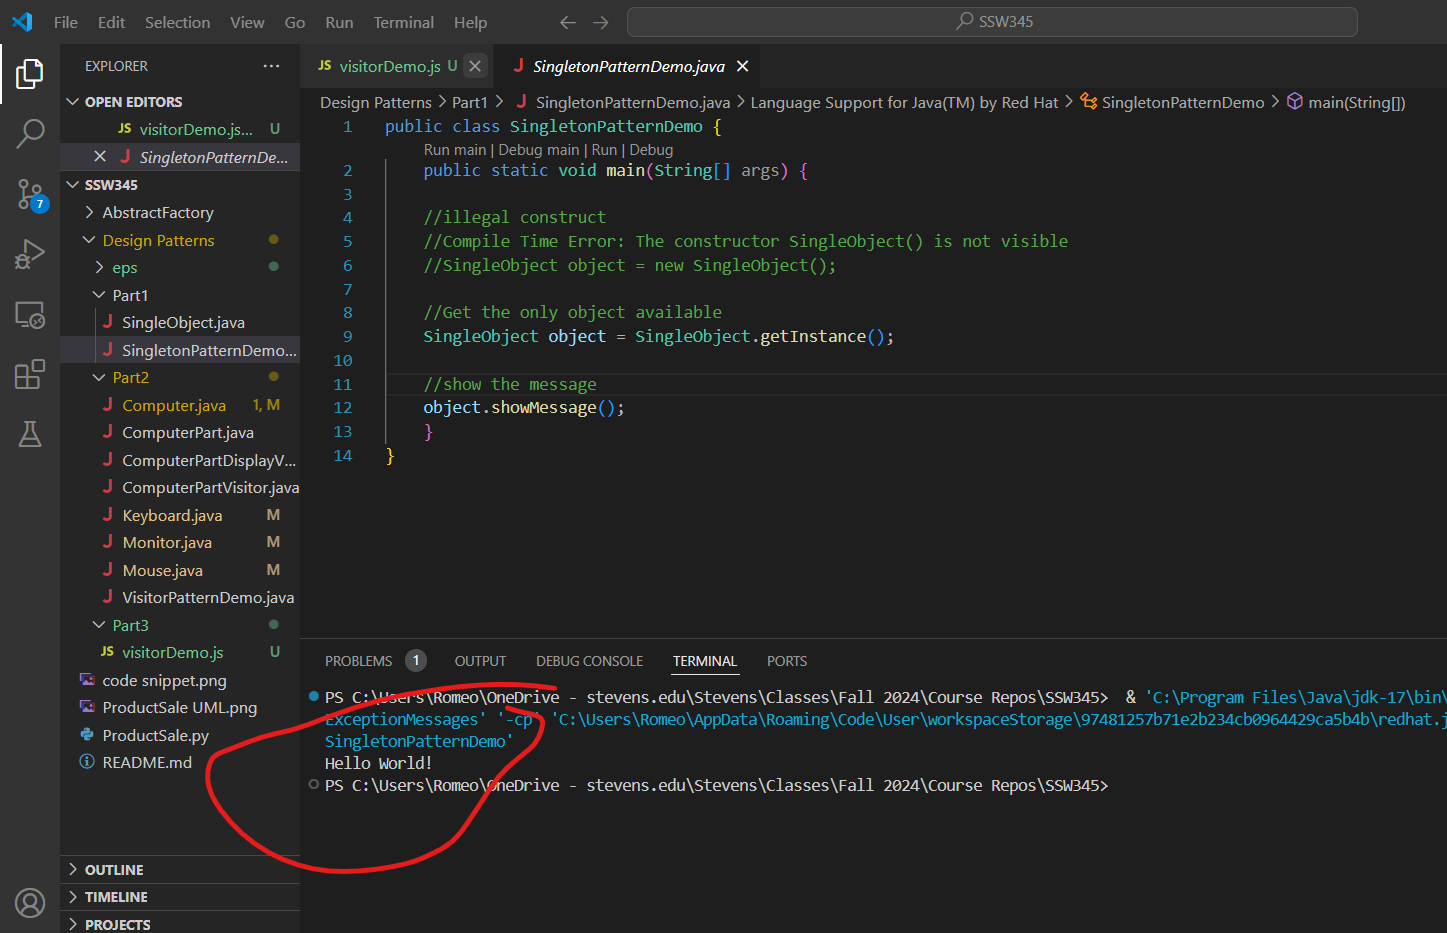 File Edit Selection View Go Run Terminal Help
SSW345
EXPLORER
OPEN EDITORS
JS visitorDemo.js... U
J SingletonPatternDe...
SSW345
AbstractFactory
Design Patterns
eps
Part1
J SingleObject.java
J SingletonPatternDemo...
Part2
J Computer.java 1, M
J ComputerPart.java
J ComputerPartDisplayV...
J ComputerPartVisitor.java
J Keyboard.java M
J Monitor.java M
J Mouse.java M
J VisitorPatternDemo.java
Part3
JS visitorDemo.js U
code snippet.png
ProductSale UML.png
ProductSale.py
README.md
OUTLINE
TIMELINE
PROJECTS
7
JS visitorDemo.js U
J SingletonPatternDemo.java
Design Patterns > Part1 > J SingletonPatternDemo.java > Language Support for Java(TM) by Red Hat > SingletonPatternDemo > main(String[])
1 public class SingletonPatternDemo {
Run main | Debug main | Run | Debug
2 public static void main(String[] args) {
3
4 //illegal construct
5 //Compile Time Error: The constructor SingleObject() is not visible
6 //SingleObject object = new SingleObject();
7
8 //Get the only object available
9 SingleObject object = SingleObject.getInstance();
10
11 //show the message
12 object.showMessage();
13 }
14 }
PROBLEMS 1 OUTPUT DEBUG CONSOLE TERMINAL PORTS
PS C:\Users\Romeo\OneDrive - stevens.edu\Stevens\Classes\Fall 2024\Course Repos\SSW345> & 'C:\Program Files\Java\jdk-17\bin\
ExceptionMessages' '-cp' 'C:\Users\Romeo\AppData\Roaming\Code\User\workspaceStorage\97481257b71e2b234cb0964429ca5b4b\redhat.j
SingletonPatternDemo'
Hello World!
PS C:\Users\Romeo\OneDrive - stevens.edu\Stevens\Classes\Fall 2024\Course Repos\SSW345>